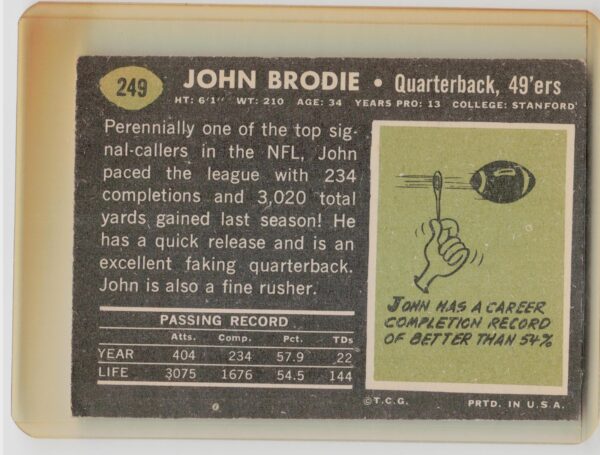 249 JOHN BRODIE • Quarterback, 49'ers
HT: 6'1" WT: 210 AGE: 34 YEARS PRO: 13 COLLEGE: STANFORD
Perennially one of the top sig-
nal-callers in the NFL, John
paced the league with 234
completions and 3,020 total
yards gained last season! He
has a quick release and is an
excellent faking quarterback.
John is also a fine rusher.
PASSING RECORD
Atts. Comp. Pct. TDs
YEAR 404 234 57.9 22
LIFE 3075 1676 54.5 144
JOHN HAS A CAREER
COMPLETION RECORD
OF BETTER THAN 54%
©T.C.G. PRTD. IN U.S.A.